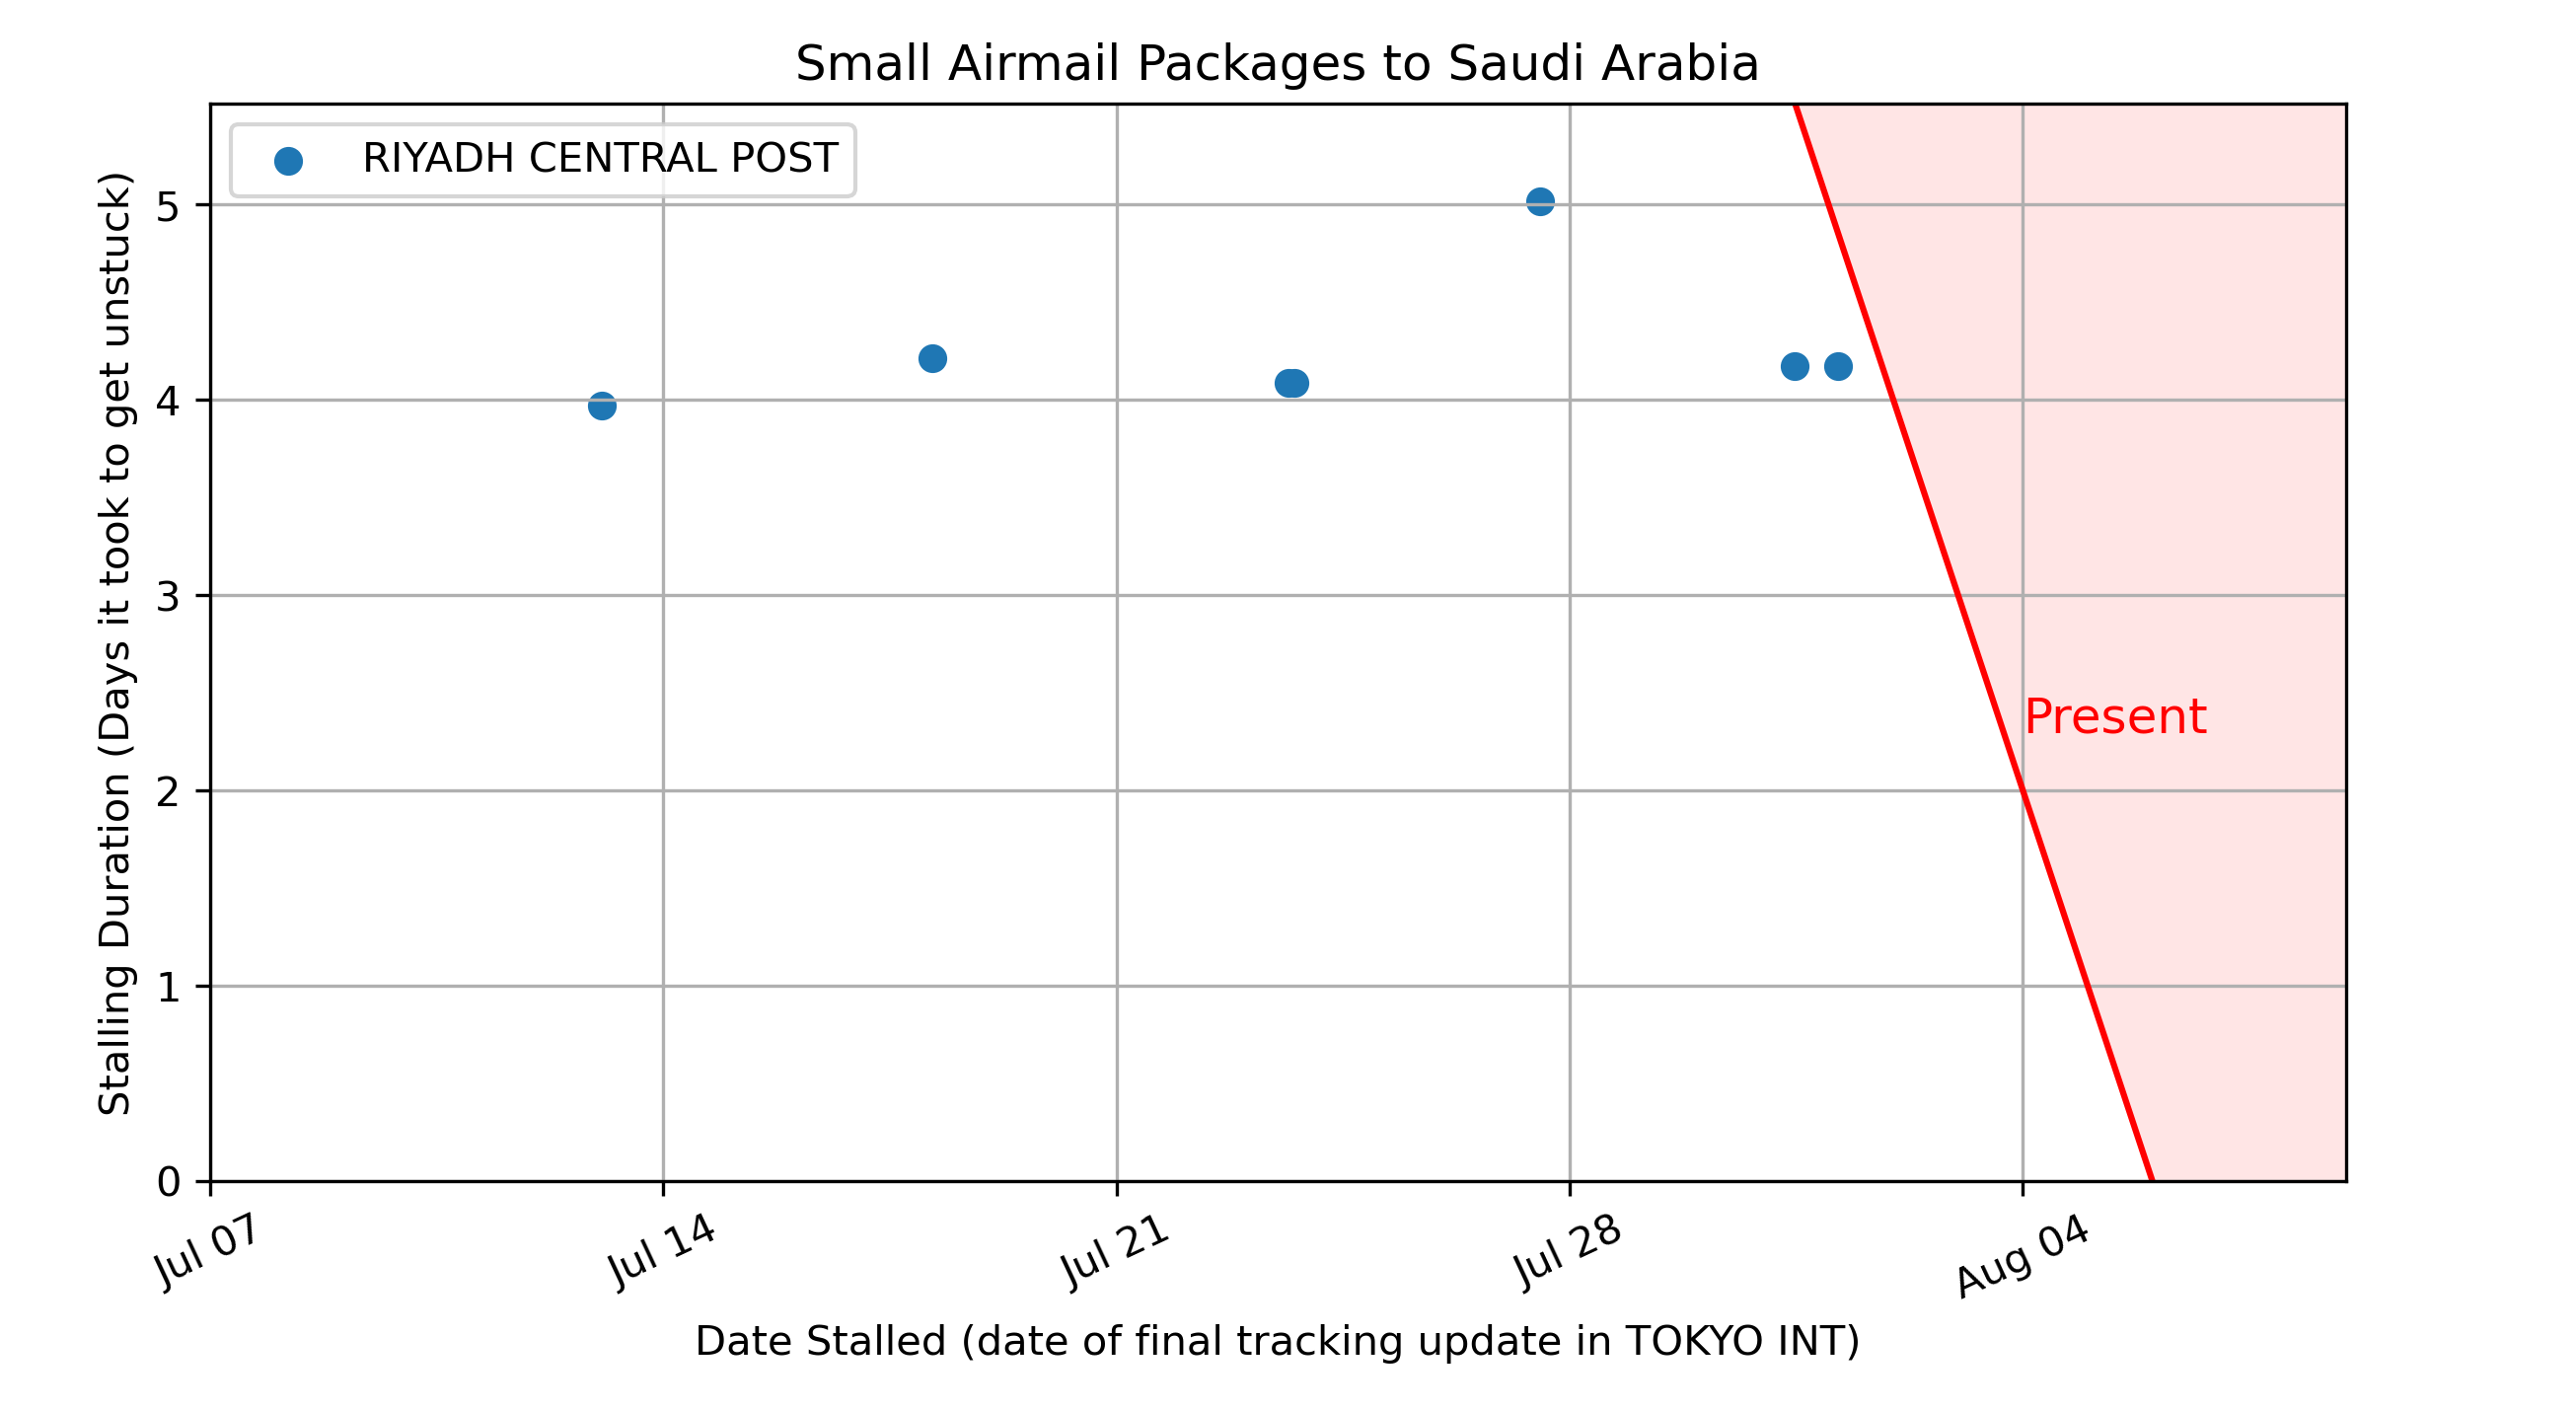 Small Airmail Packages to Saudi Arabia
RIYADH CENTRAL POST
Stalling Duration (Days it took to get unstuck)
5
4
3
2
1
0
Present
Jul 07
Jul 14
Jul 21
Jul 28
Aug 04
Date Stalled (date of final tracking update in TOKYO INT)